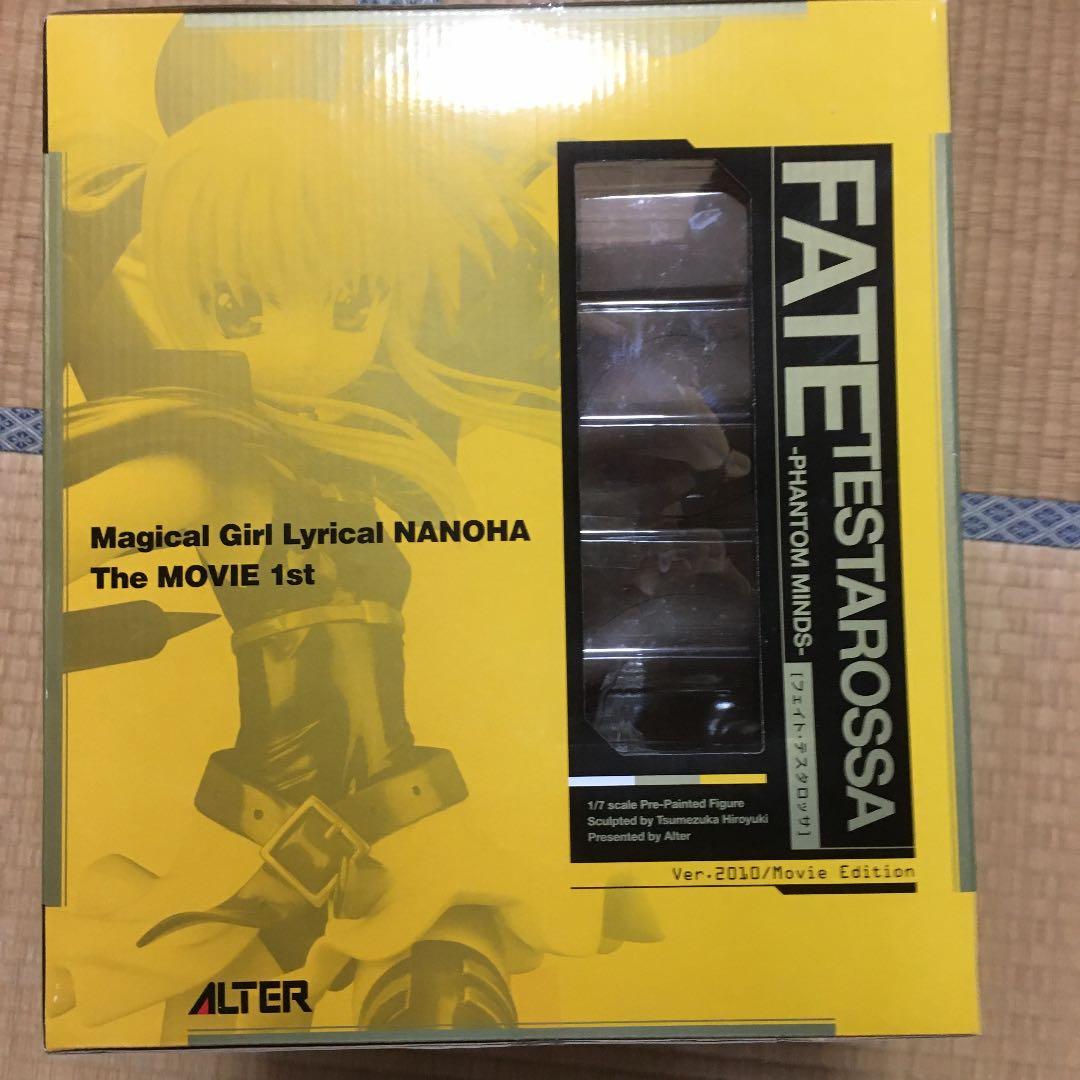 Magical Girl Lyrical NANOHA
The MOVIE 1st
FATE TESTAROSSA
-PHANTOM MINDS-
[フェイト・テスタロッサ]
1/7 scale Pre-Painted Figure
Sculpted by Tsumezuka Hiroyuki
Presented by Alter
Ver.2010/Movie Edition
ALTER